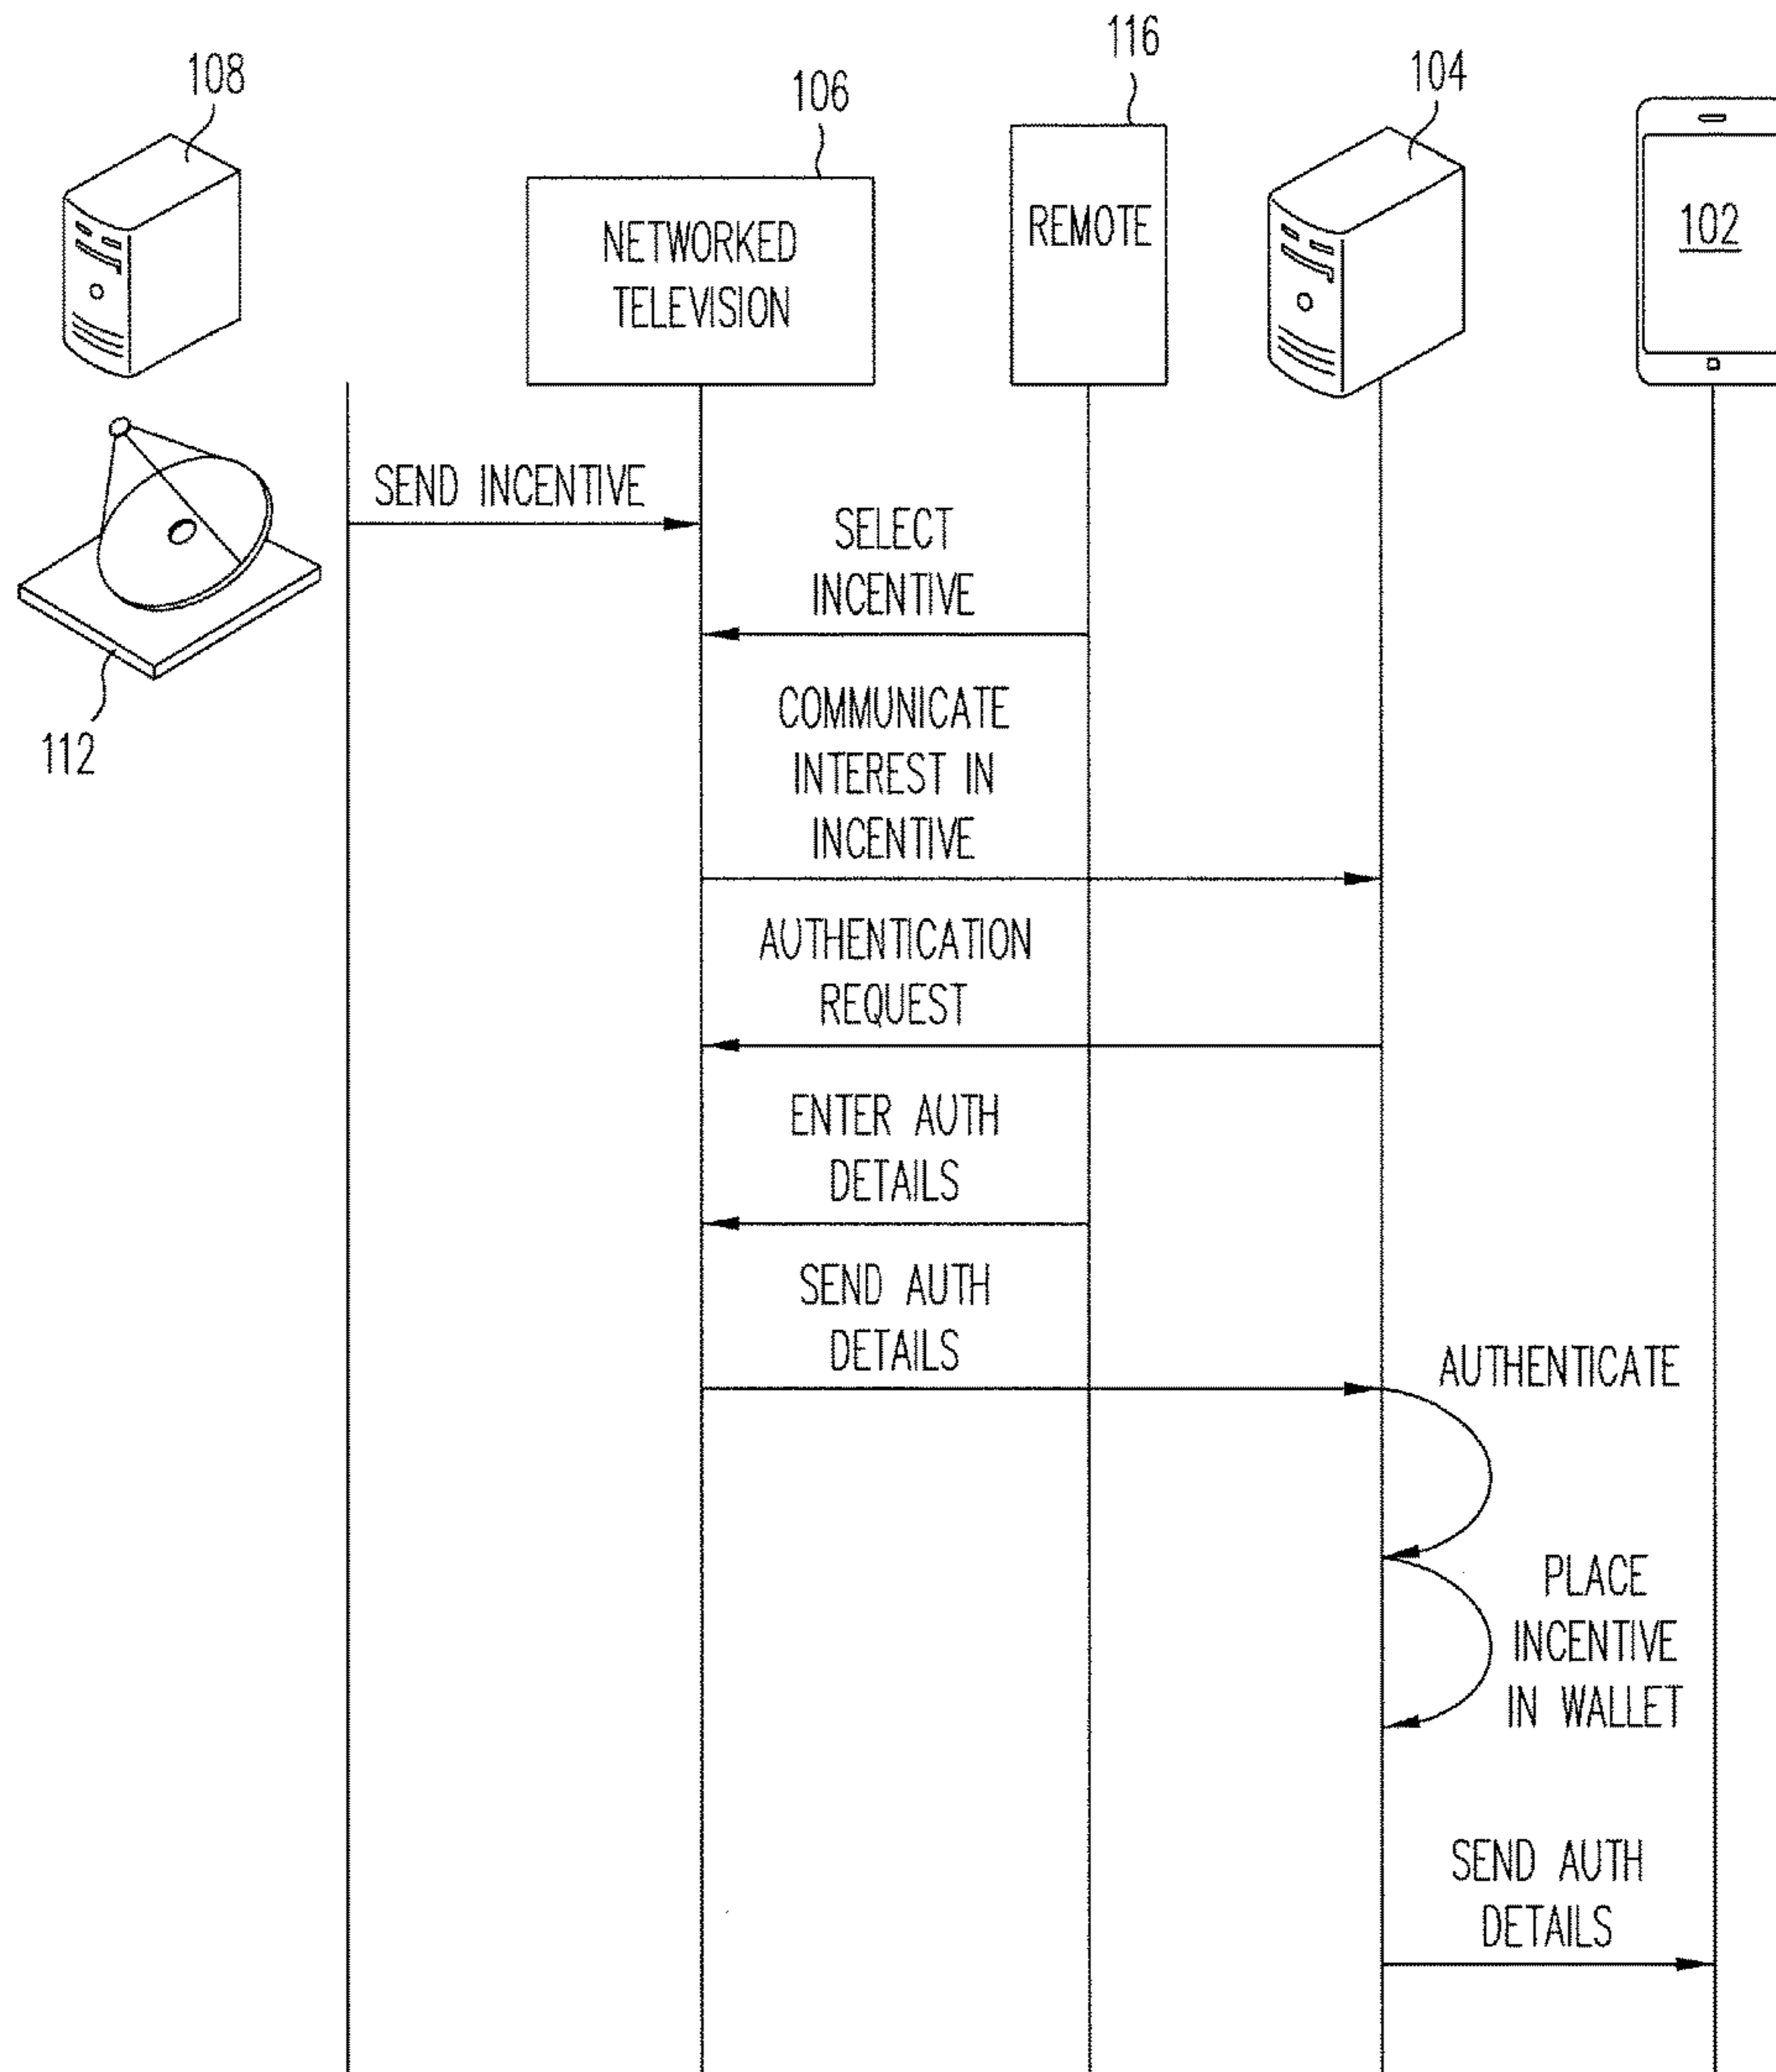 108
106
116
104
NETWORKED
TELEVISION
REMOTE
102
112
SEND INCENTIVE
SELECT
INCENTIVE
COMMUNICATE
INTEREST IN
INCENTIVE
AUTHENTICATION
REQUEST
ENTER AUTH
DETAILS
SEND AUTH
DETAILS
AUTHENTICATE
PLACE
INCENTIVE
IN WALLET
SEND AUTH
DETAILS